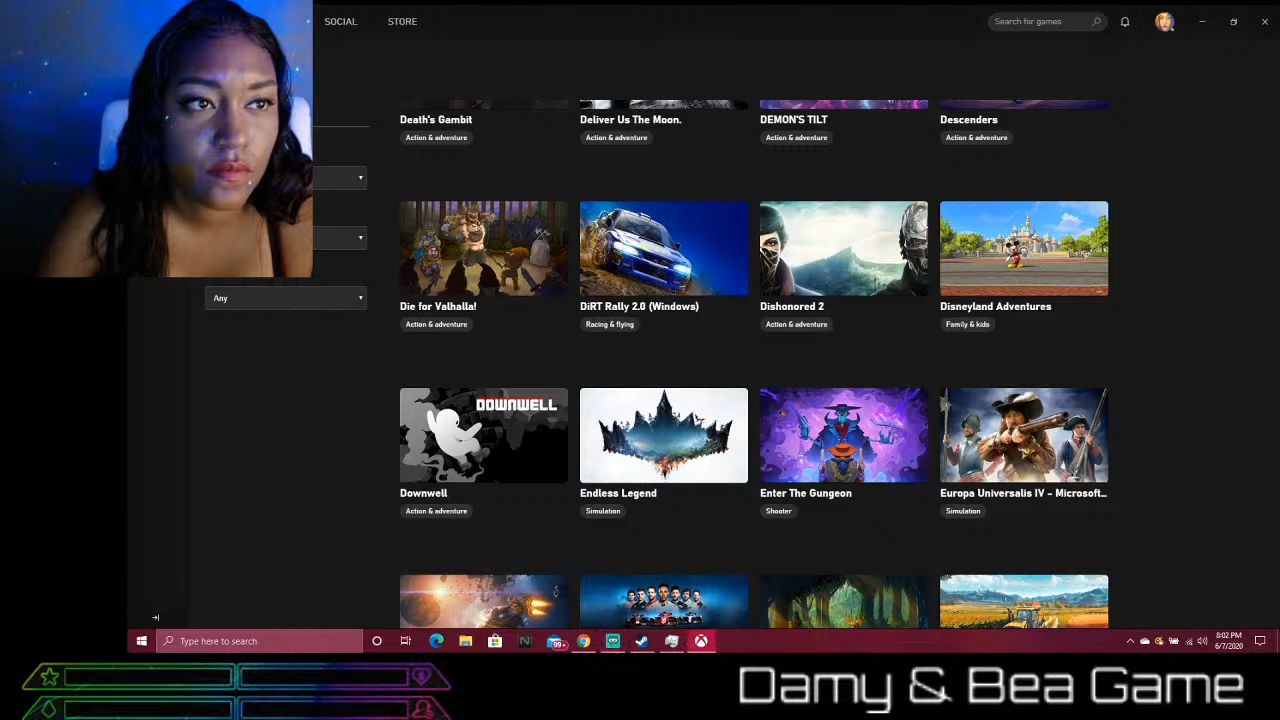 SOCIAL
STORE
Search for games
Death's Gambit
Deliver Us The Moon.
DEMON'S TILT
Descenders
Action & adventure
Action & adventure
Action & adventure
Action & adventure
Any
Die for Valhalla!
DiRT Rally 2.0 (Windows)
Dishonored 2
Disneyland Adventures
Action & adventure
Racing & flying
Action & adventure
Family & kids
DOWNWELL
Downwell
Endless Legend
Enter The Gungeon
Europa Universalis IV - Microsoft...
Action & adventure
Simulation
Shooter
Simulation
Type here to search
99+
8:02 PM
6/7/2020
Damy & Bea Game